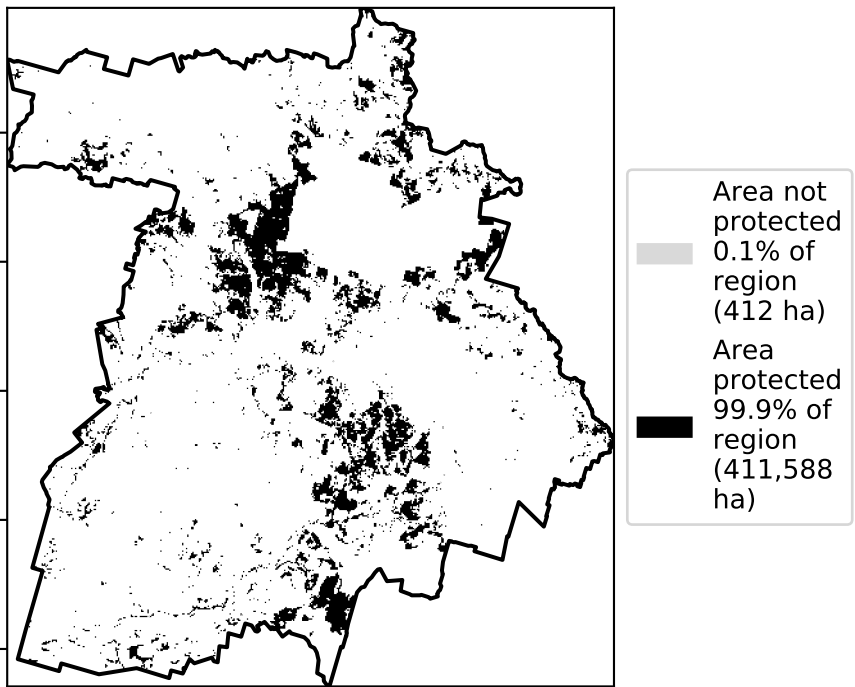 Area not
protected
0.1% of
region
(412 ha)
Area
protected
99.9% of
region
(411,588
ha)